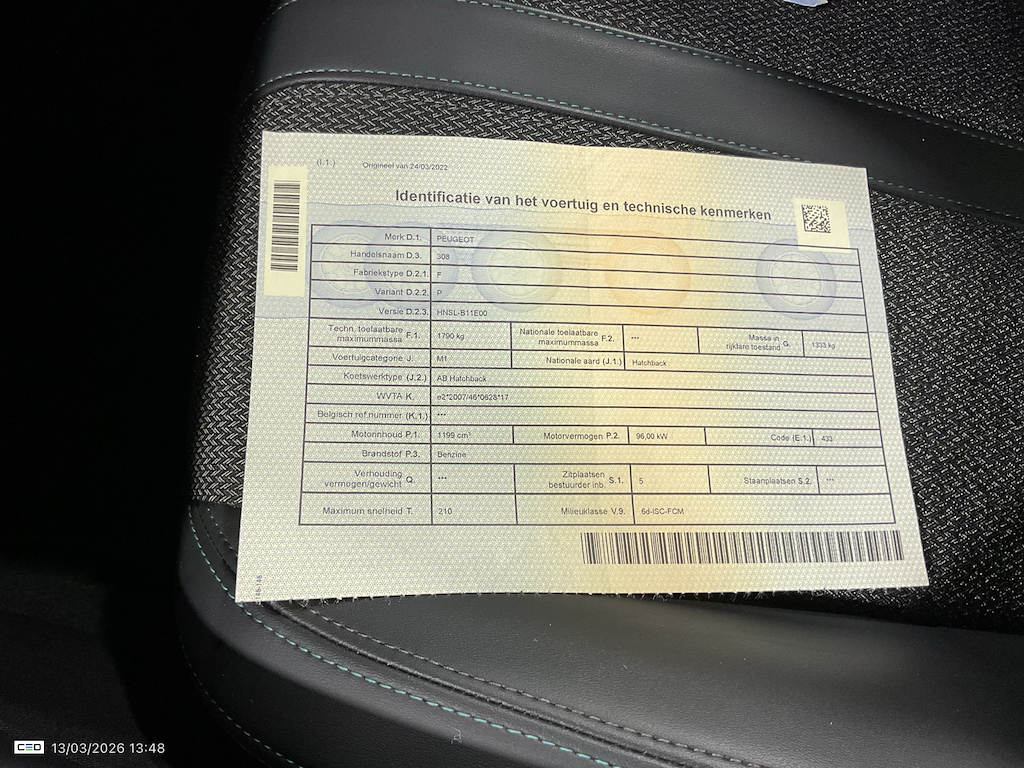 (I.1.) Origineel van 24/03/2022
Identificatie van het voertuig en technische kenmerken
Merk D.1. PEUGEOT
Handelsnaam D.3. 308
Fabriekstype D.2.1. F
Variant D.2.2. P
Versie D.2.3. HNSL-B11E00
Techn. toelaatbare maximummassa F.1. 1790 kg Nationale toelaatbare maximummassa F.2. --- Massa in rijklare toestand G. 1333 kg
Voertuigcategorie J. M1 Nationale aard (J.1.) Hatchback
Koetswerktype (J.2.) AB Hatchback
WVTA K. e2*2007/46*0628*17
Belgisch ref.nummer (K.1.) ---
Motorinhoud P.1. 1199 cm³ Motorvermogen P.2. 96,00 kW Code (E.1.) 433
Brandstof P.3. Benzine
Verhouding vermogen/gewicht Q. --- Zitplaatsen bestuurder inb. S.1. 5 Staanplaatsen S.2. ---
Maximum snelheid T. 210 Milieuklasse V.9. 6d-ISC-FCM
CEO 13/03/2026 13:48